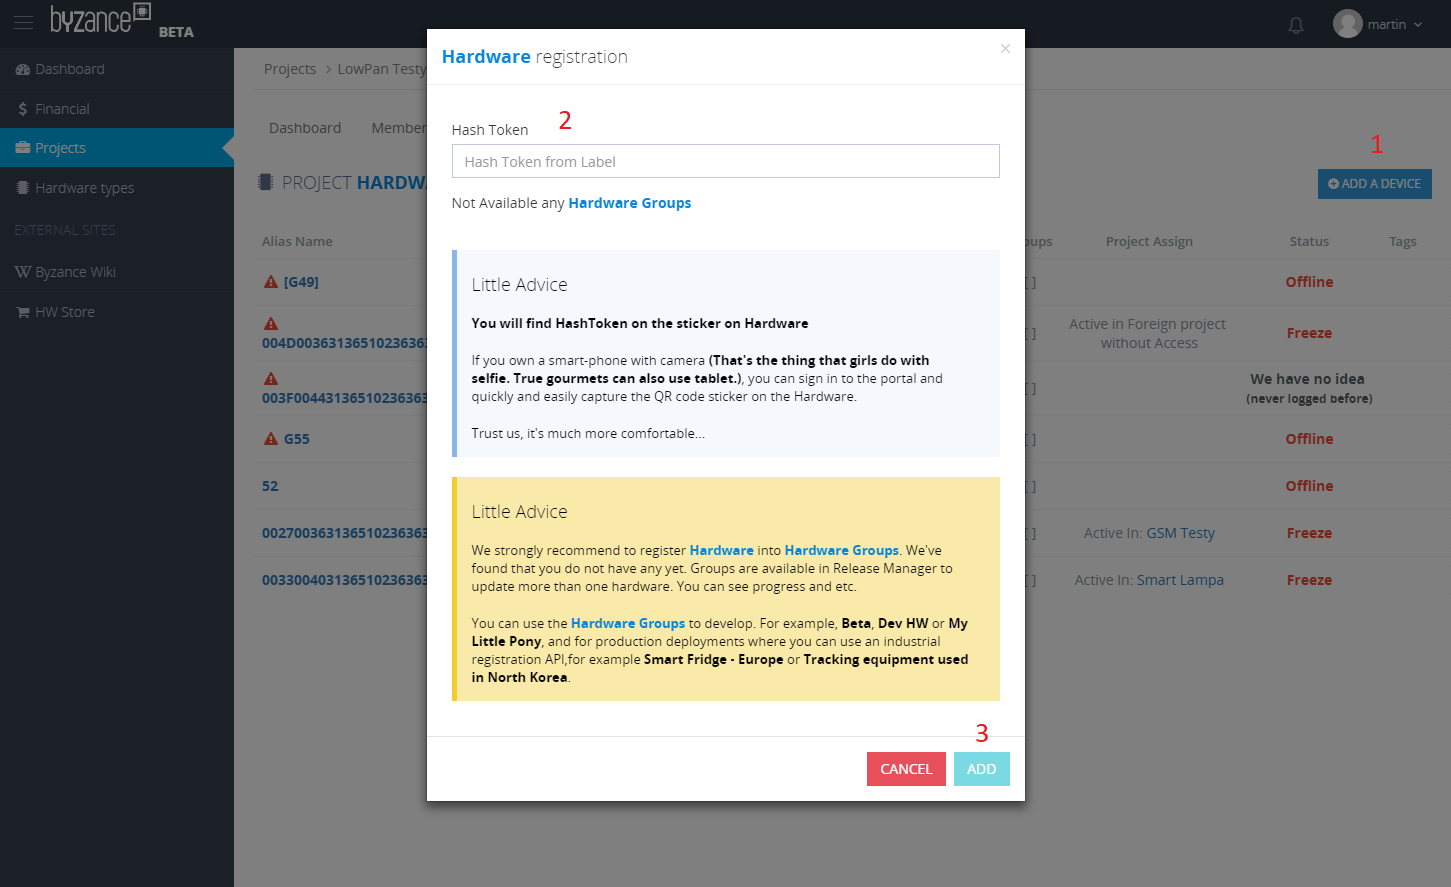 byzance BETA
martin
Dashboard
Financial
Projects
Hardware types
EXTERNAL SITES
Byzance Wiki
HW Store
Projects > LowPan Testy
Dashboard Member
PROJECT HARDWA
1
ADD A DEVICE
Alias Name
oups Project Assign Status Tags
[G49]
[ ] Offline
004D00363136510236363
[ ] Active in Foreign project
without Access
Freeze
003F00443136510236363
[ ] We have no idea
(never logged before)
G55
[ ] Offline
52
[ ] Offline
002700363136510236363
[ ] Active In: GSM Testy Freeze
003300403136510236363
[ ] Active In: Smart Lampa Freeze
Hardware registration
×
Hash Token
2
Hash Token from Label
Not Available any Hardware Groups
Little Advice
You will find HashToken on the sticker on Hardware
If you own a smart-phone with camera (That's the thing that girls do with
selfie. True gourmets can also use tablet.), you can sign in to the portal and
quickly and easily capture the QR code sticker on the Hardware.
Trust us, it's much more comfortable...
Little Advice
We strongly recommend to register Hardware into Hardware Groups. We've
found that you do not have any yet. Groups are available in Release Manager to
update more than one hardware. You can see progress and etc.
You can use the Hardware Groups to develop. For example, Beta, Dev HW or My
Little Pony, and for production deployments where you can use an industrial
registration API,for example Smart Fridge - Europe or Tracking equipment used
in North Korea.
3
CANCEL ADD